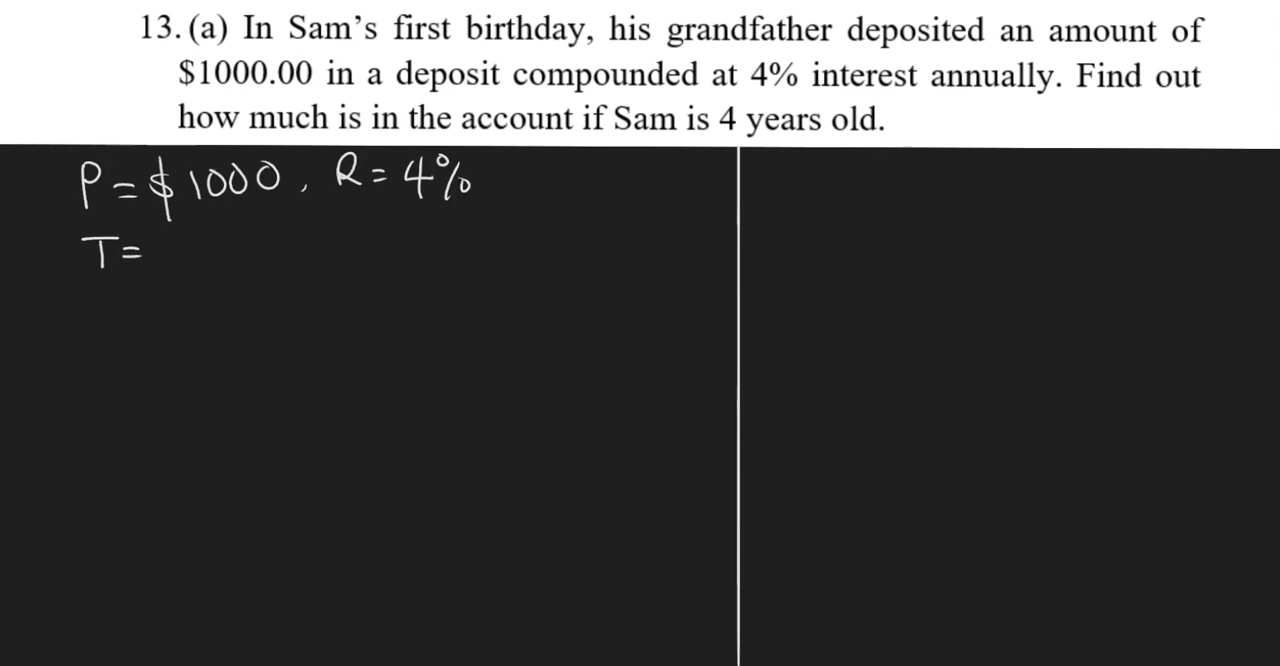 13. (a) In Sam's first birthday, his grandfather deposited an amount of
$1000.00 in a deposit compounded at 4% interest annually. Find out
how much is in the account if Sam is 4 years old.
P = $1000, R = 4%
T =